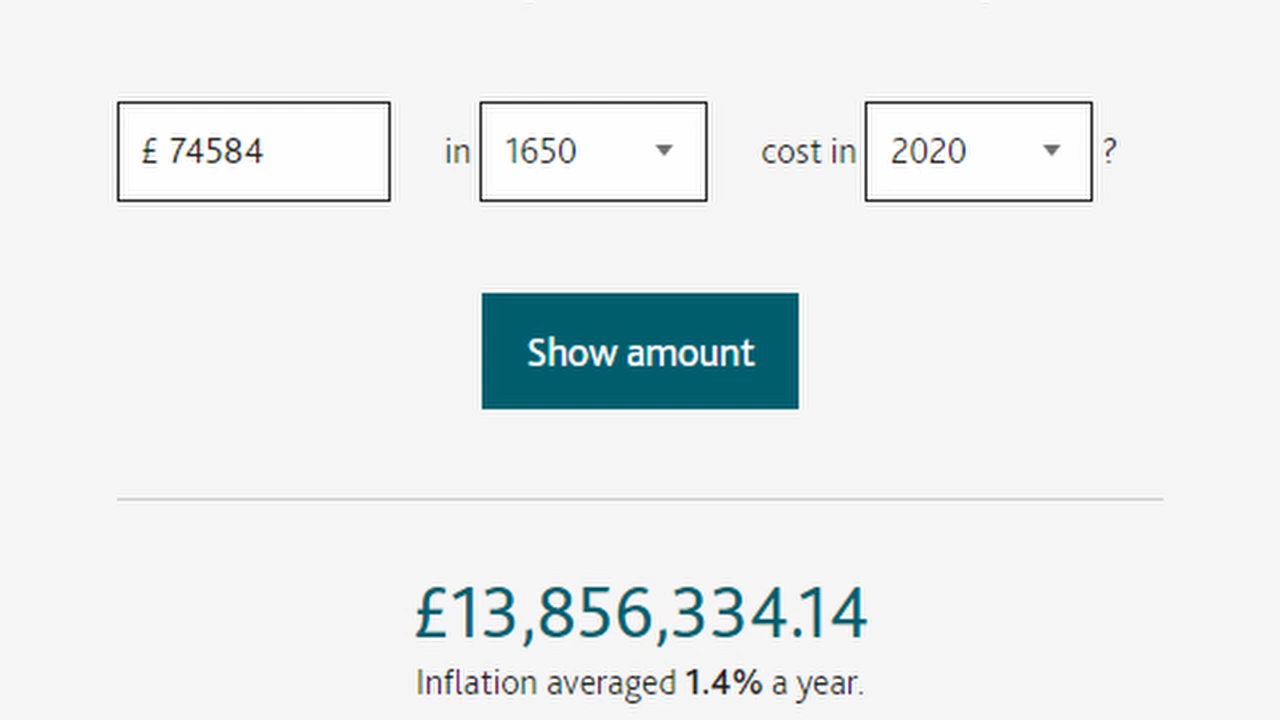 £ 74584 in 1650 cost in 2020 ?
Show amount
£13,856,334.14
Inflation averaged 1.4% a year.